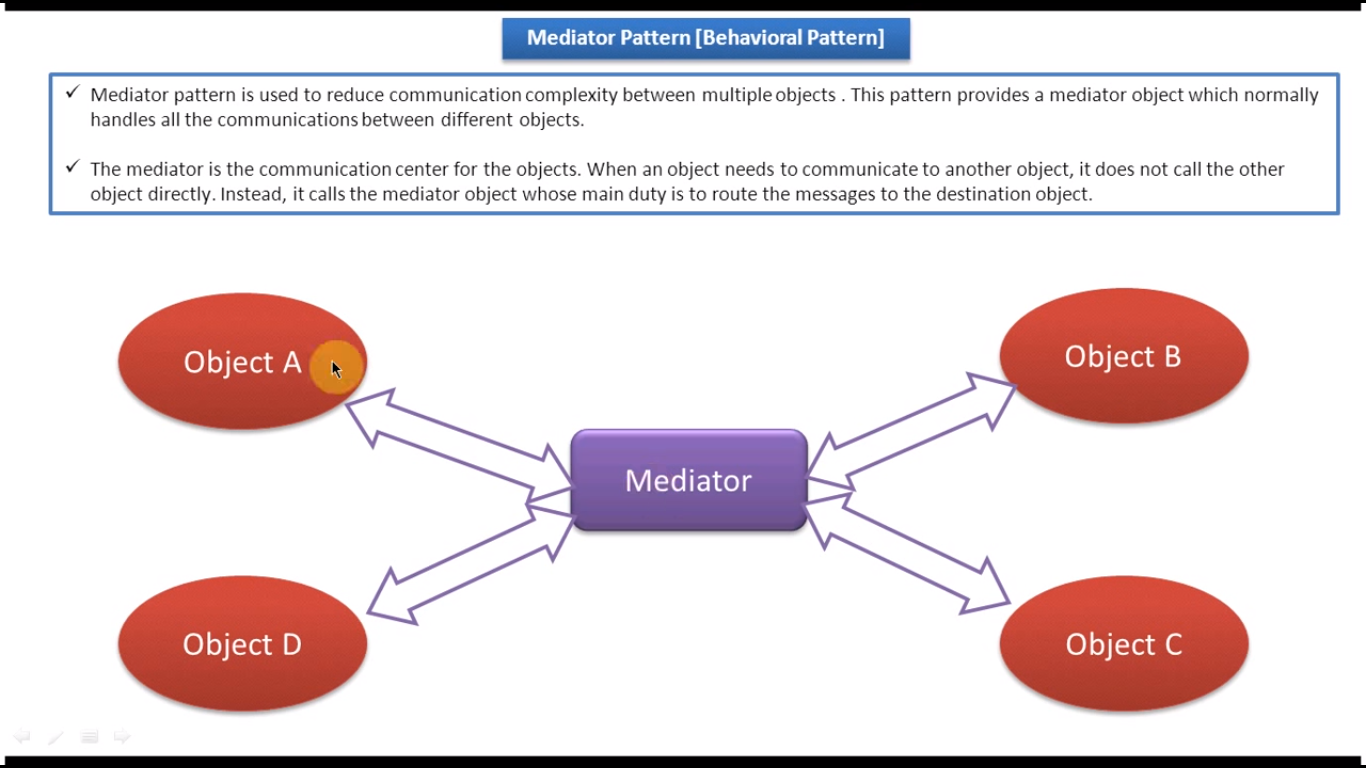 Mediator Pattern [Behavioral Pattern]
✓ Mediator pattern is used to reduce communication complexity between multiple objects . This pattern provides a mediator object which normally
handles all the communications between different objects.
✓ The mediator is the communication center for the objects. When an object needs to communicate to another object, it does not call the other
object directly. Instead, it calls the mediator object whose main duty is to route the messages to the destination object.
Object A
Object B
Mediator
Object D
Object C